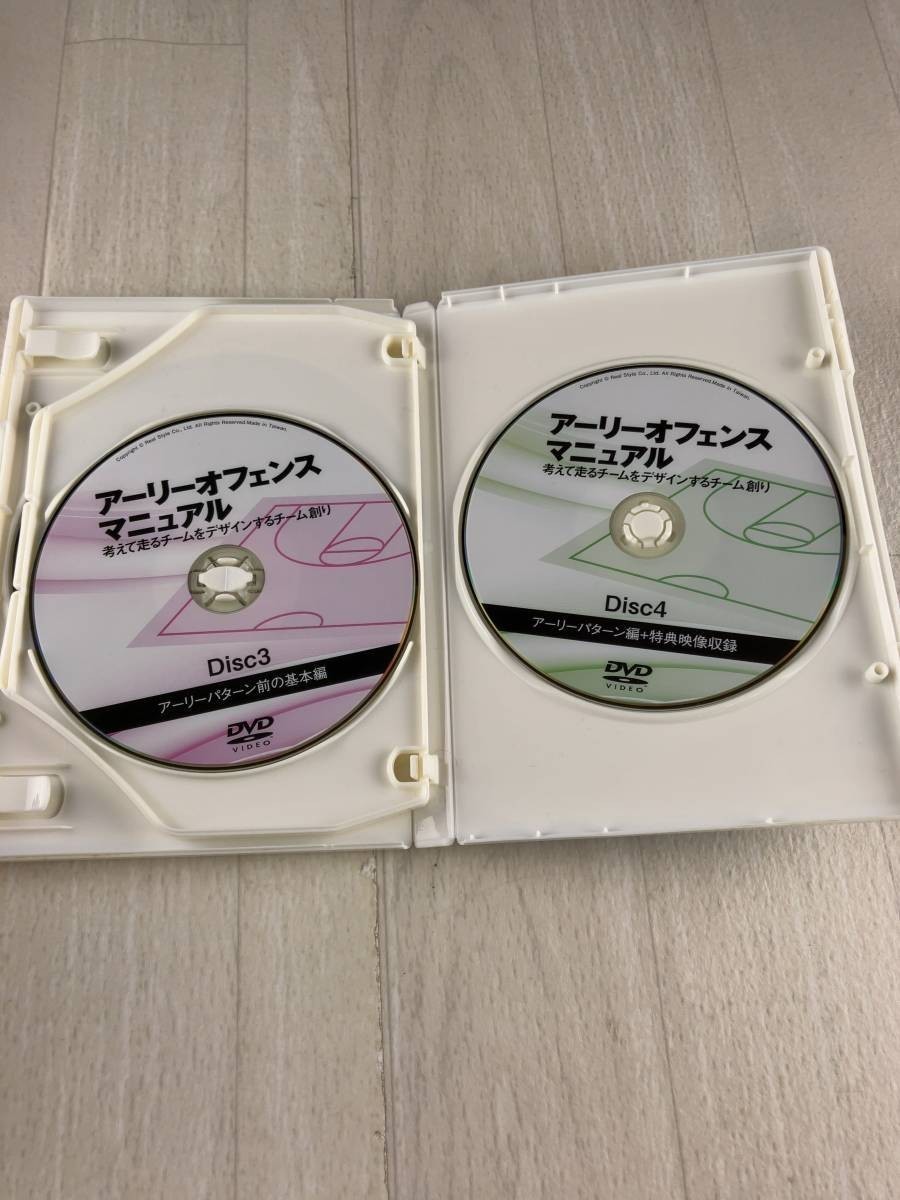 Copyright © Real Style Co., Ltd. All Rights Reserved.Made in Taiwan.
アーリーオフェンス
マニュアル
考えて走るチームをデザインするチーム創り
Disc3
アーリーパターン前の基本編
DVD
VIDEO
Copyright © Real Style Co., Ltd. All Rights Reserved.Made in Taiwan.
アーリーオフェンス
マニュアル
考えて走るチームをデザインするチーム創り
Disc4
アーリーパターン編+特典映像収録
DVD
VIDEO